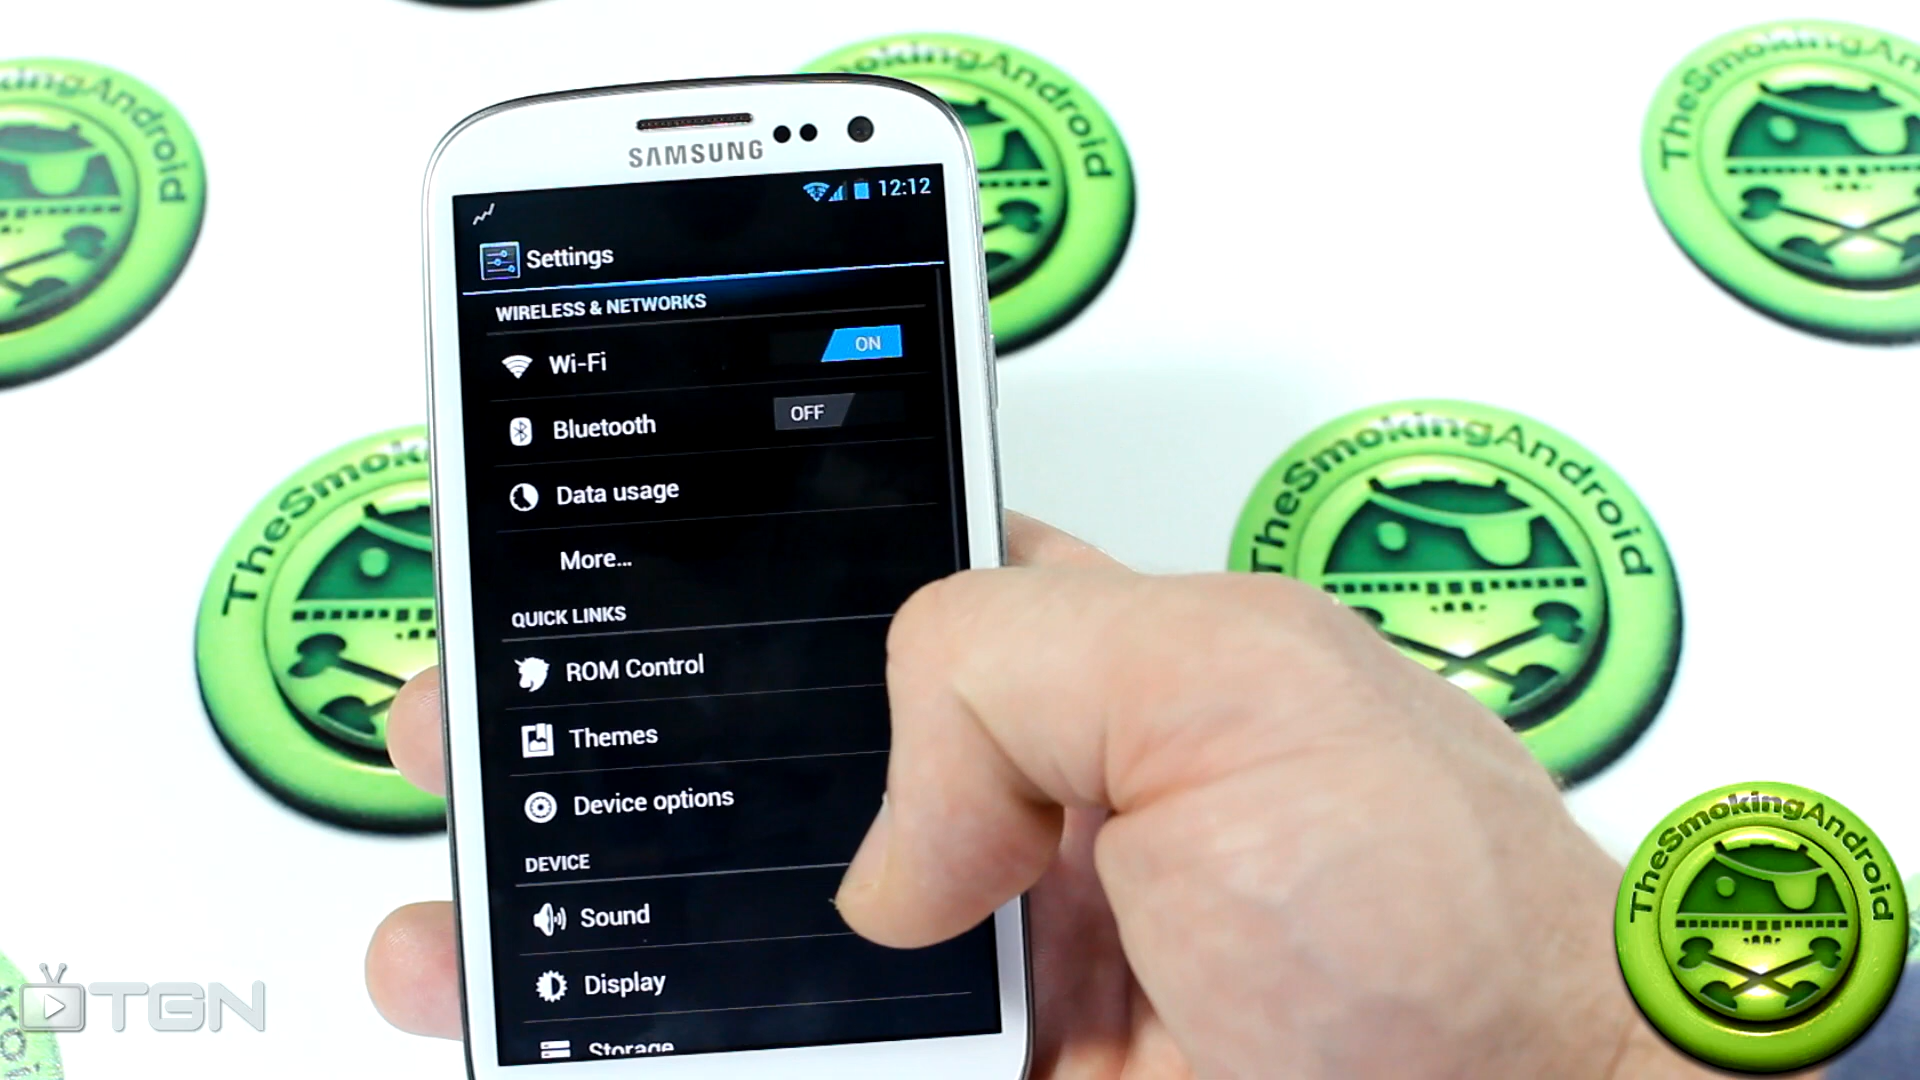 TheSmokingAndroid
TheSmokingAndroid
SAMSUNG
12:12
Settings
WIRELESS & NETWORKS
Wi-Fi
ON
Bluetooth
OFF
Data usage
More...
QUICK LINKS
ROM Control
Themes
Device options
DEVICE
Sound
Display
Storage
TheSmokingAndroid
TheSmokingAndroid
TGN